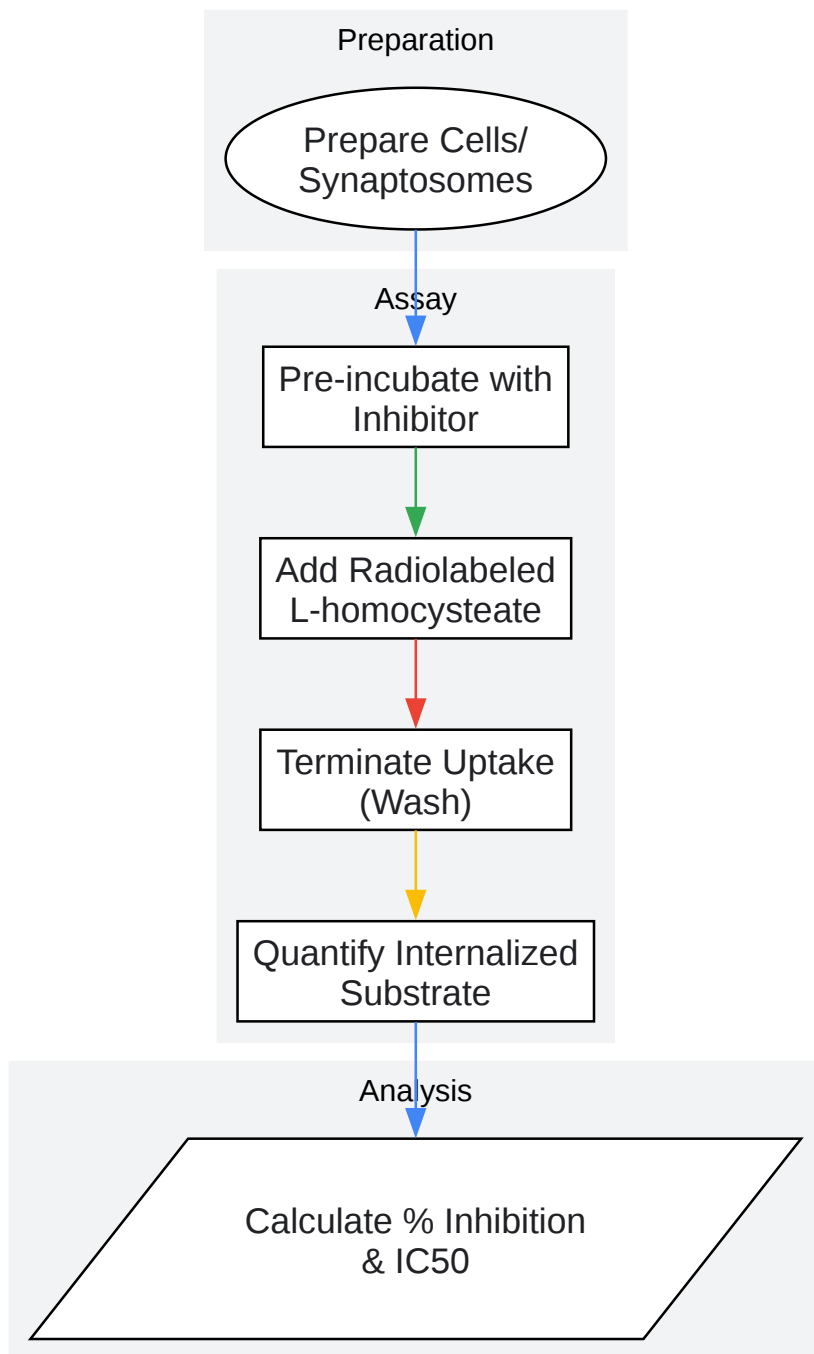 Preparation
Prepare Cells/
Synaptosomes
Assay
Pre-incubate with
Inhibitor
Add Radiolabeled
L-homocysteate
Terminate Uptake
(Wash)
Quantify Internalized
Substrate
Analysis
Calculate % Inhibition
& IC50